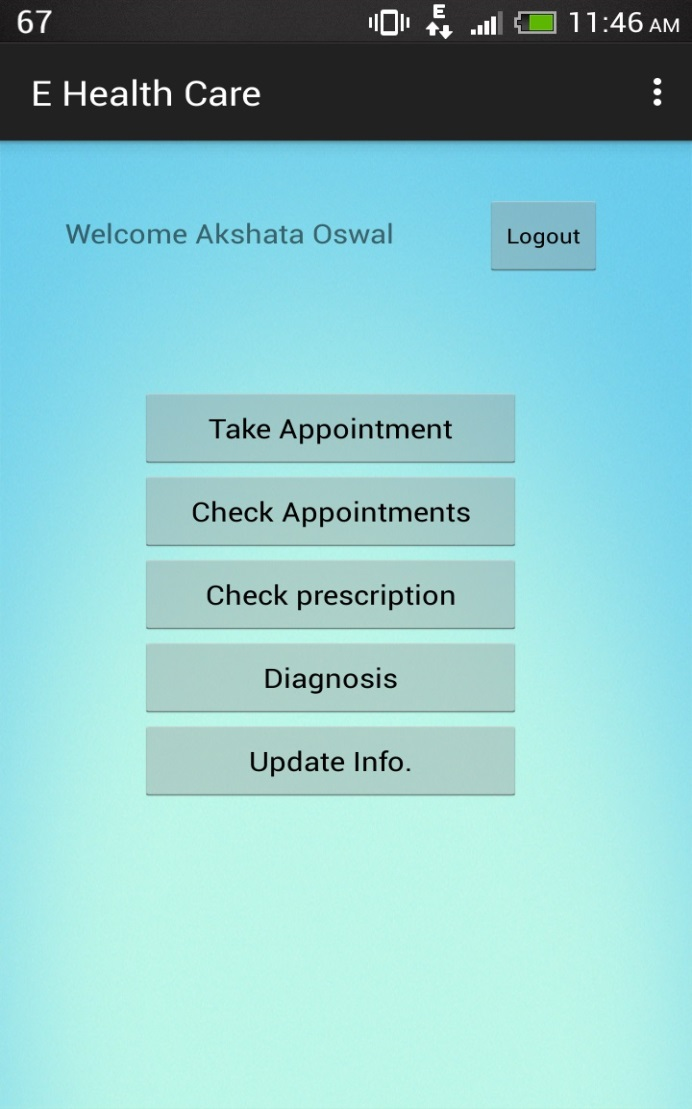 67 E 11:46 AM
E Health Care
Welcome Akshata Oswal Logout
Take Appointment
Check Appointments
Check prescription
Diagnosis
Update Info.